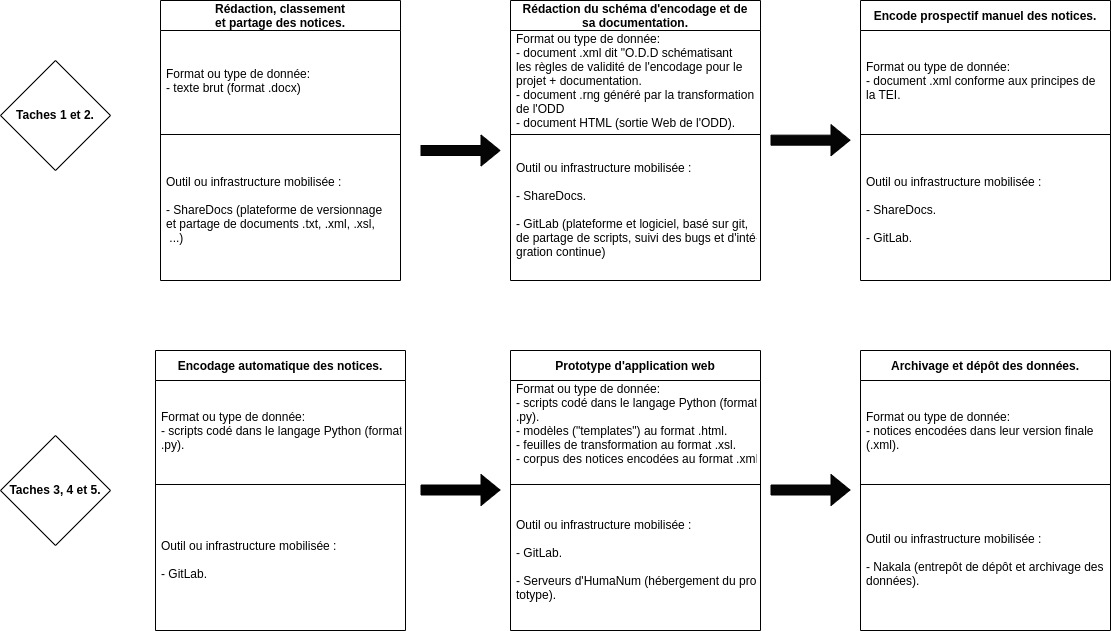 Taches 1 et 2.
Rédaction, classement
et partage des notices.
Format ou type de donnée:
- texte brut (format .docx)
Outil ou infrastructure mobilisée :
- ShareDocs (plateforme de versionnage
et partage de documents .txt, .xml, .xsl,
...)
Rédaction du schéma d'encodage et de
sa documentation.
Format ou type de donnée:
- document .xml dit "O.D.D schématisant
les règles de validité de l'encodage pour le
projet + documentation.
- document .rng généré par la transformation
de l'ODD
- document HTML (sortie Web de l'ODD).
Outil ou infrastructure mobilisée :
- ShareDocs.
- GitLab (plateforme et logiciel, basé sur git,
de partage de scripts, suivi des bugs et d'inté
gration continue)
Encode prospectif manuel des notices.
Format ou type de donnée:
- document .xml conforme aux principes de
la TEI.
Outil ou infrastructure mobilisée :
- ShareDocs.
- GitLab.
Taches 3, 4 et 5.
Encodage automatique des notices.
Format ou type de donnée:
- scripts codé dans le langage Python (format
.py).
Outil ou infrastructure mobilisée :
- GitLab.
Prototype d'application web
Format ou type de donnée:
- scripts codé dans le langage Python (format
.py).
- modèles ("templates") au format .html.
- feuilles de transformation au format .xsl.
- corpus des notices encodées au format .xml
Outil ou infrastructure mobilisée :
- GitLab.
- Serveurs d'HumaNum (hébergement du pro
totype).
Archivage et dépôt des données.
Format ou type de donnée:
- notices encodées dans leur version finale
(.xml).
Outil ou infrastructure mobilisée :
- Nakala (entrepôt de dépôt et archivage des
données).